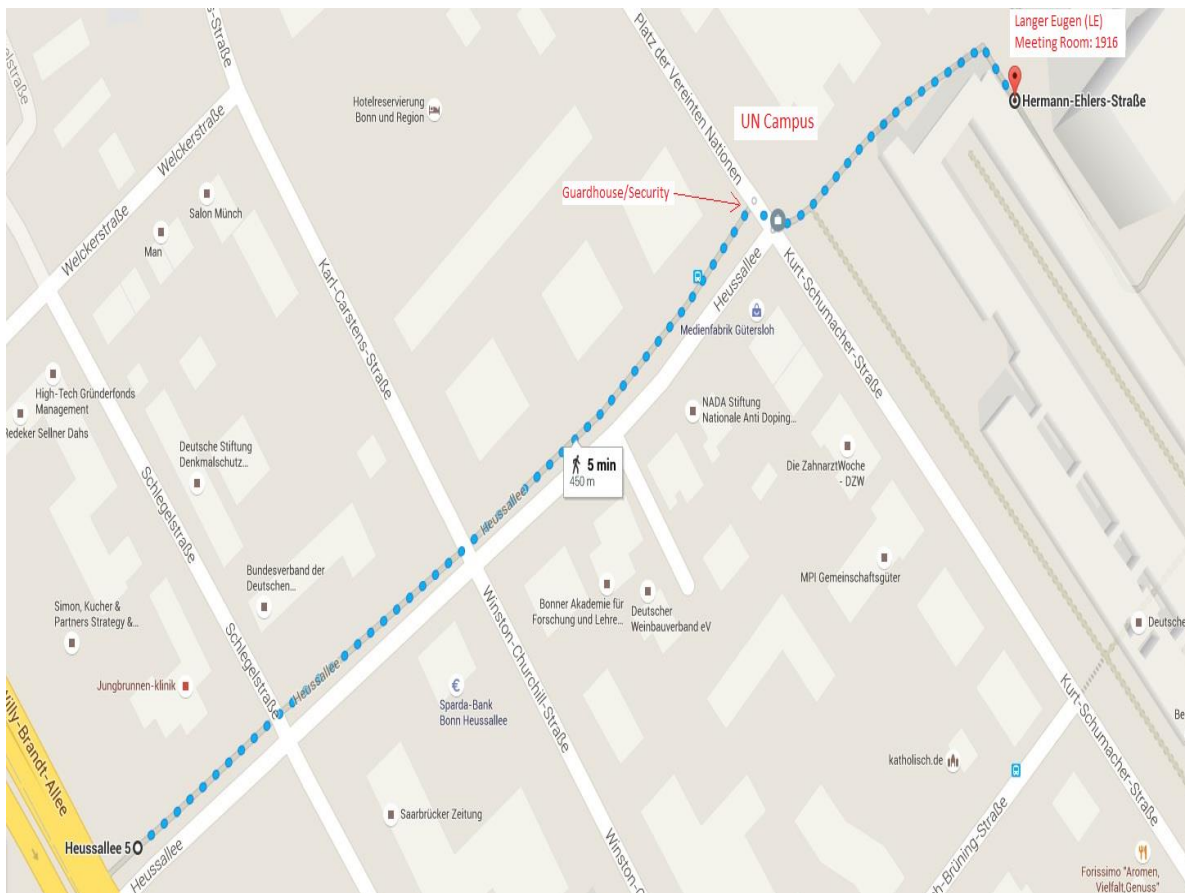 Langer Eugen (LE)
Meeting Room: 1916
Hermann-Ehlers-Straße
Platz der Vereinten Nationen
UN Campus
Hotelreservierung
Bonn und Region
Welckerstraße
Guardhouse/Security
Salon Münch
Man
Welckerstraße
Karl-Carstens-Straße
Heussallee
Kurt-Schumacher-Straße
Medienfabrik Gütersloh
High-Tech Gründerfonds
Management
Sellner Dahs
NADA Stiftung
Nationale Anti Doping...
Deutsche Stiftung
Denkmalschutz...
Die ZahnarztWoche
- DZW
5 min
450 m
Schlegelstraße
Heussallee
Bundesverband der
Deutschen...
MPI Gemeinschaftsgüter
Bonner Akademie für
Forschung und Lehre...
Deutscher
Weinbauverband eV
Simon, Kucher &
Partners Strategy &...
Deutsche
Schlegelstraße
Winston-Churchill-Straße
Jungbrunnen-klinik
Heussallee
Sparda-Bank
Bonn Heussallee
Kurt-Schumacher-Straße
Willy-Brandt-Allee
katholisch.de
Saarbrücker Zeitung
Heussallee 5
Heussallee
Forissimo "Aromen,
Vielfalt,Genuss"